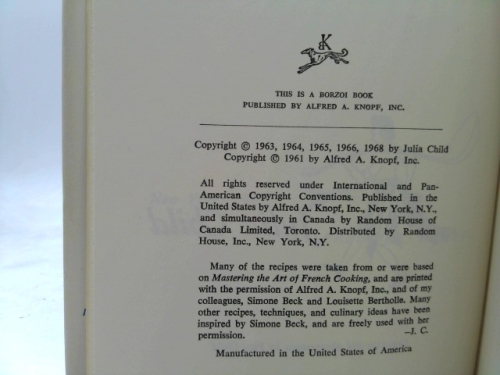 BK
THIS IS A BORZOI BOOK
PUBLISHED BY ALFRED A. KNOPF, INC.
Copyright © 1963, 1964, 1965, 1966, 1968 by Julia Child
Copyright © 1961 by Alfred A. Knopf, Inc.
All rights reserved under International and Pan-
American Copyright Conventions. Published in the
United States by Alfred A. Knopf, Inc., New York, N.Y.,
and simultaneously in Canada by Random House of
Canada Limited, Toronto. Distributed by Random
House, Inc., New York, N.Y.
Many of the recipes were taken from or were based
on Mastering the Art of French Cooking, and are printed
with the permission of Alfred A. Knopf, Inc., and of my
colleagues, Simone Beck and Louisette Bertholle. Many
other recipes, techniques, and culinary ideas have been
inspired by Simone Beck, and are freely used with her
permission. —J. C.
Manufactured in the United States of America